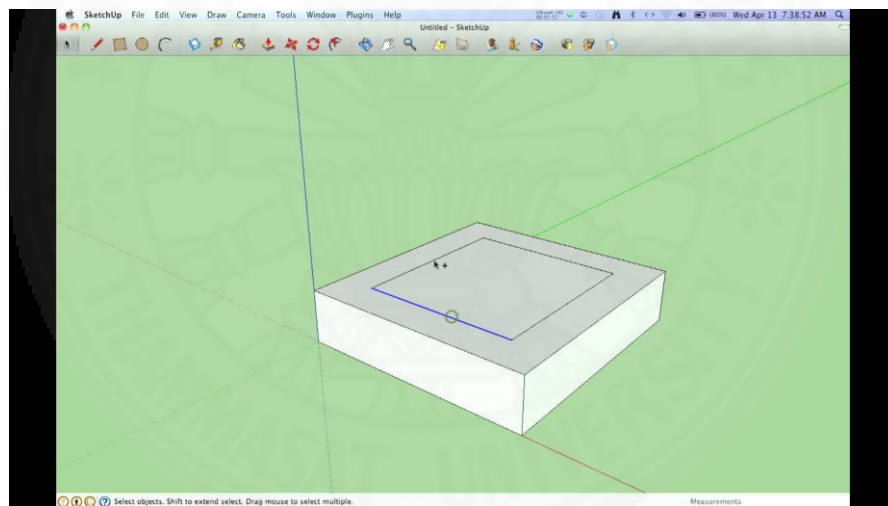 SketchUp File Edit View Draw Camera Tools Window Plugins Help (80%) Wed Apr 13 7:38:52 AM
Untitled - SketchUp
Select objects. Shift to extend select. Drag mouse to select multiple. Measurements